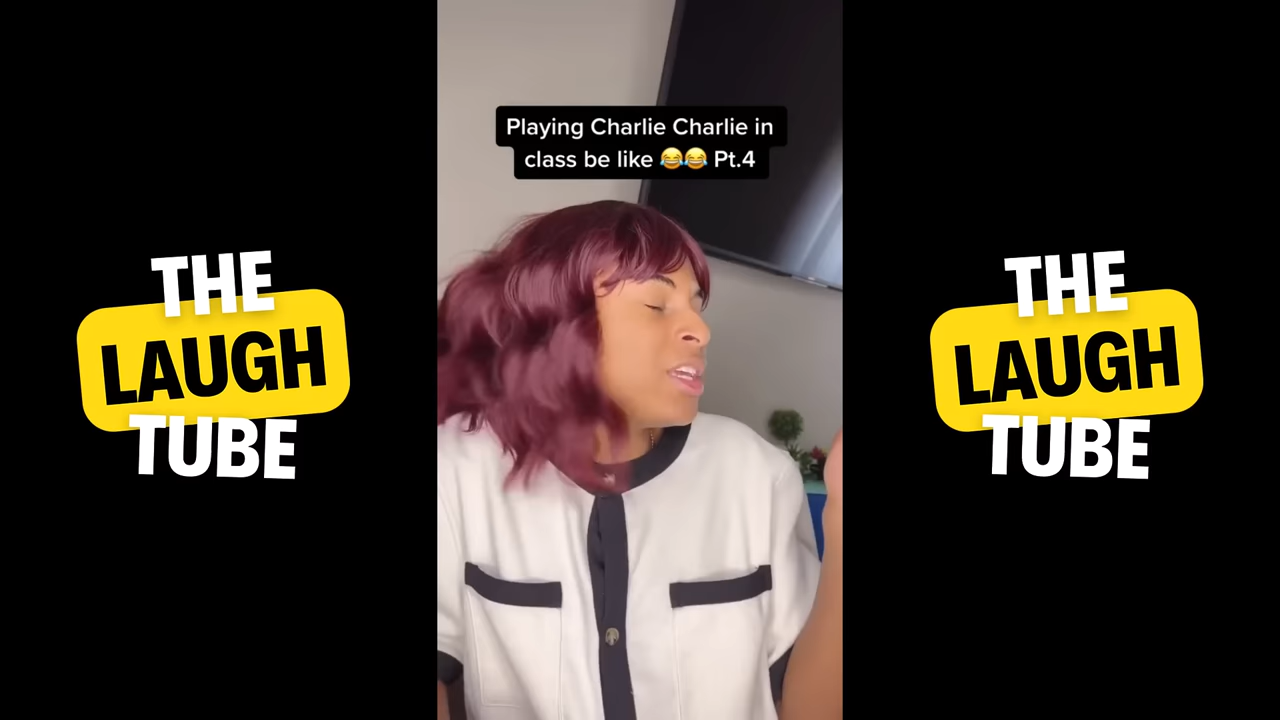 Playing Charlie Charlie in
class be like 😂😂 Pt.4
THE
LAUGH
TUBE
THE
LAUGH
TUBE